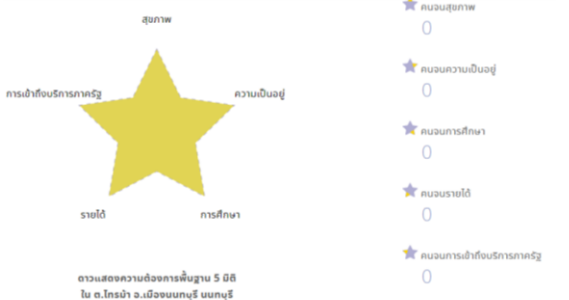 สุขภาพ
การเข้าถึงบริการภาครัฐ
ความเป็นอยู่
รายได้
การศึกษา
ดาวแสดงความต้องการพื้นฐาน 5 มิติ
ใน ต.ไทรม้า อ.เมืองนนทบุรี นนทบุรี
คนจนสุขภาพ
0
คนจนความเป็นอยู่
0
คนจนการศึกษา
0
คนจนรายได้
0
คนจนการเข้าถึงบริการภาครัฐ
0